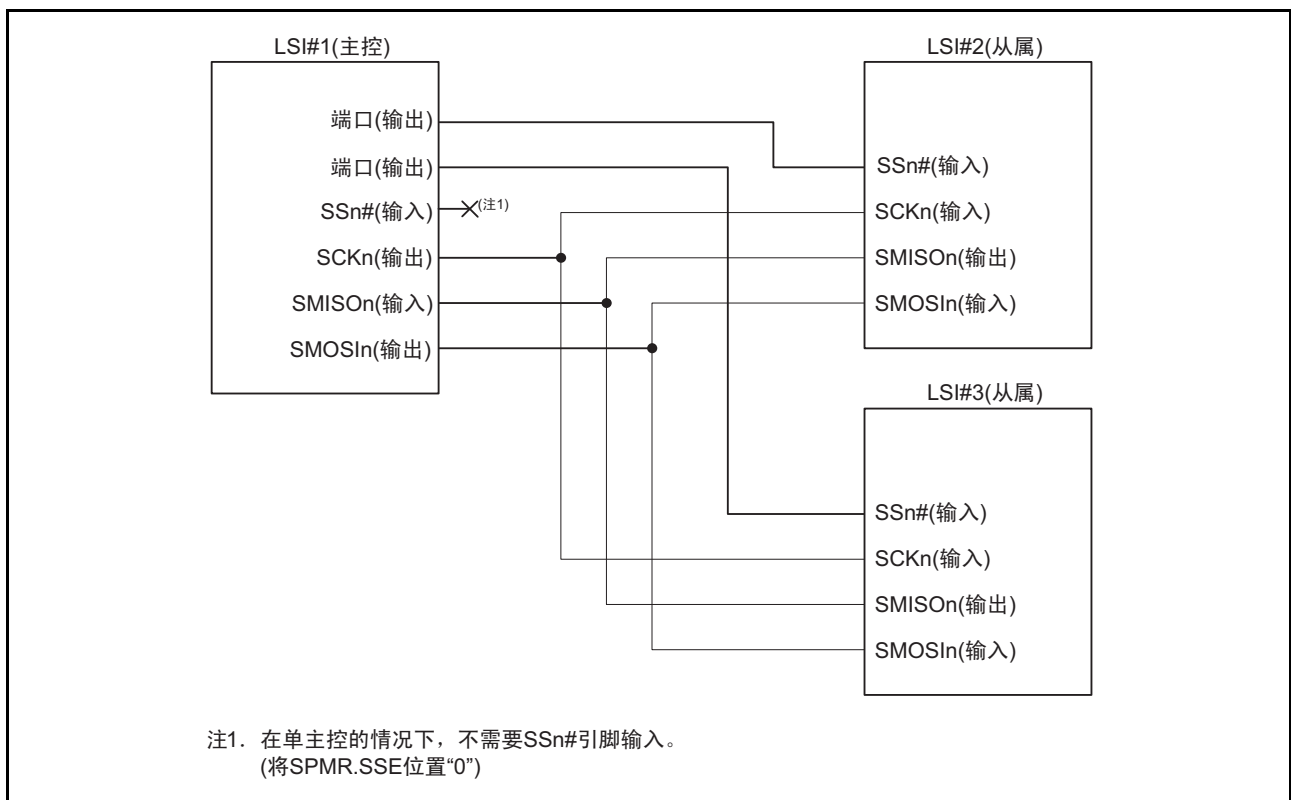 LSI#1(主控)
端口(输出)
端口(输出)
SSn#(输入)
(注1)
SCKn(输出)
SMISOn(输入)
SMOSIn(输出)
LSI#2(从属)
SSn#(输入)
SCKn(输入)
SMISOn(输出)
SMOSIn(输入)
LSI#3(从属)
SSn#(输入)
SCKn(输入)
SMISOn(输出)
SMOSIn(输入)
注1. 在单主控的情况下，不需要SSn#引脚输入。
(将SPMR.SSE位置“0”)